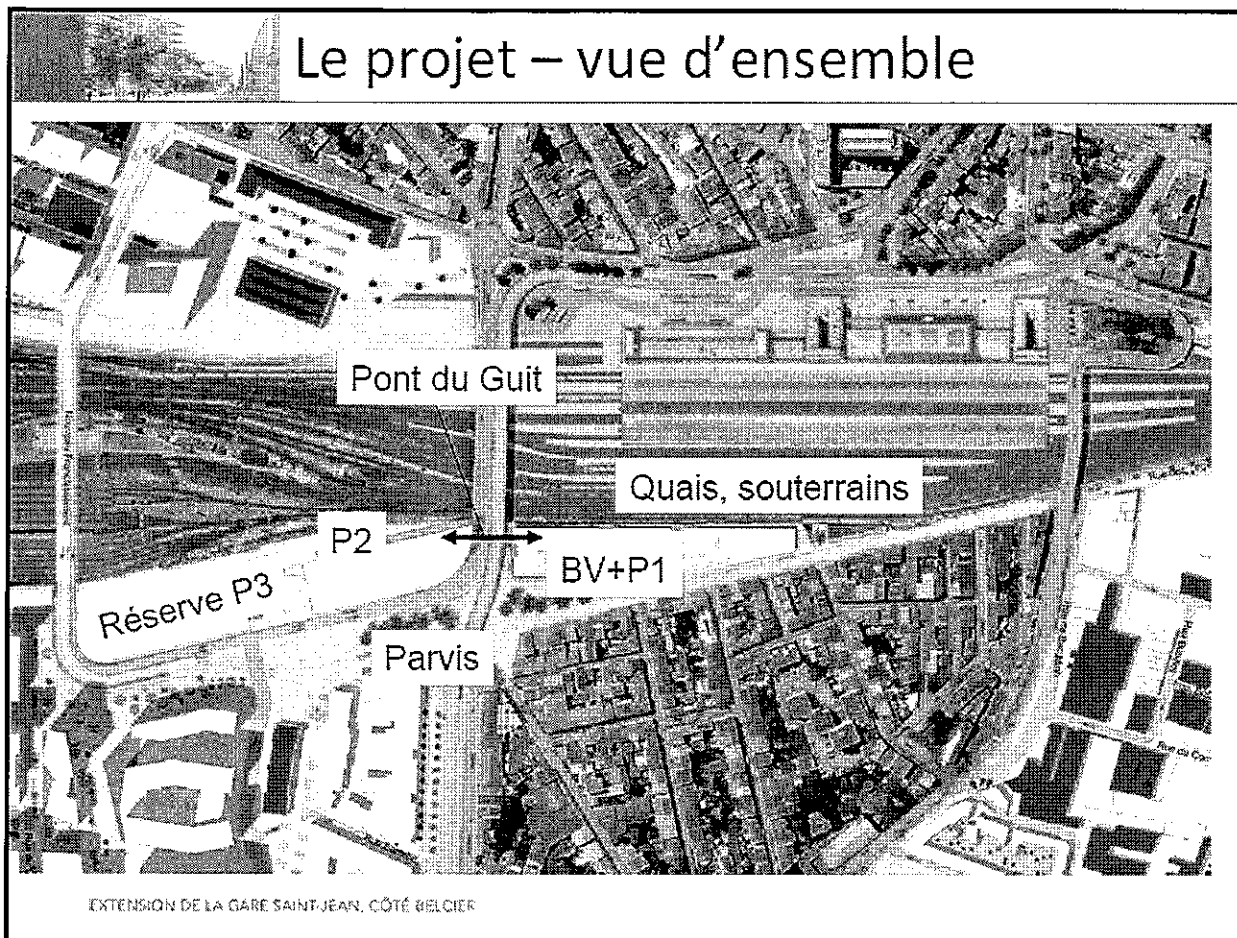 Le projet – vue d'ensemble
Pont du Guit
Quais, souterrains
P2
BV+P1
Réserve P3
Parvis
EXTENSION DE LA GARE SAINT-JEAN, CÔTÉ BELCIER